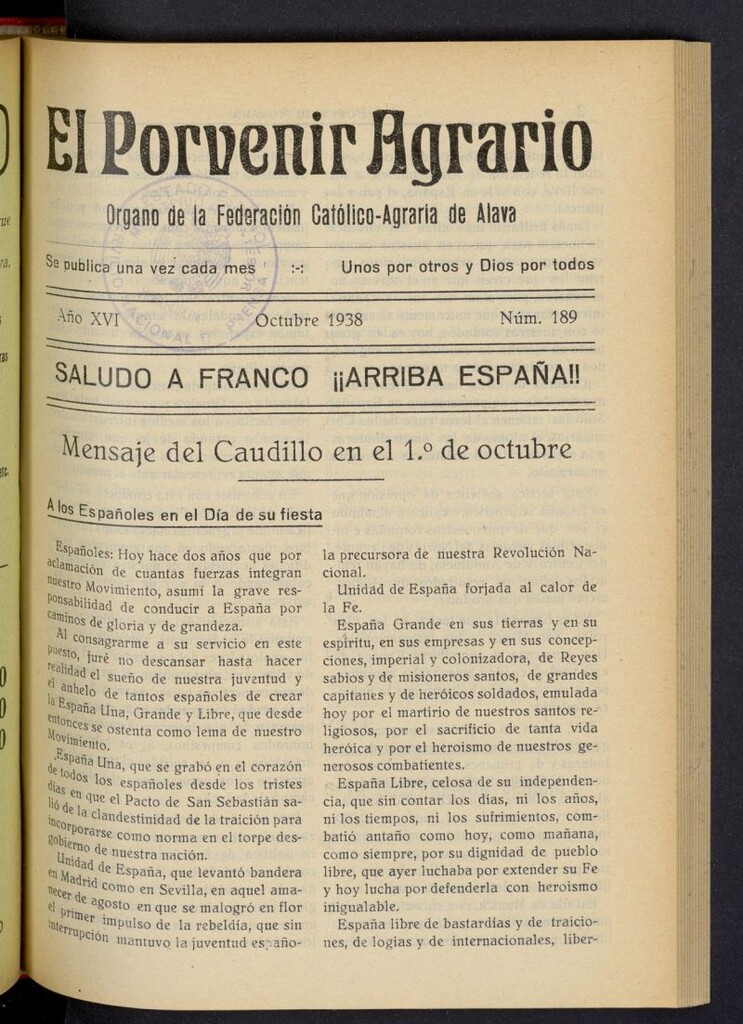 El Porvenir Agrario
Organo de la Federación Católico-Agraria de Alava
Se publica una vez cada mes :-: Unos por otros y Dios por todos
Año XVI Octubre 1938 Núm. 189
SALUDO A FRANCO ¡¡ARRIBA ESPAÑA!!
Mensaje del Caudillo en el 1.º de octubre
A los Españoles en el Día de su fiesta
Españoles: Hoy hace dos años que por
aclamación de cuantas fuerzas integran
nuestro Movimiento, asumí la grave res-
ponsabilidad de conducir a España por
caminos de gloria y de grandeza.
Al consagrarme a su servicio en este
puesto, juré no descansar hasta hacer
realidad el sueño de nuestra juventud y
el anhelo de tantos españoles de crear
la España Una, Grande y Libre, que desde
entonces se ostenta como lema de nuestro
Movimiento.
España Una, que se grabó en el corazón
de todos los españoles desde los tristes
días en que el Pacto de San Sebastián sa-
lió de la clandestinidad de la traición para
incorporarse como norma en el torpe des-
gobierno de nuestra nación.
Unidad de España, que levantó bandera
en Madrid como en Sevilla, en aquel ama-
necer de agosto en que se malogró en flor
el primer impulso de la rebeldía, que sin
interrupción mantuvo la juventud españo-
la precursora de nuestra Revolución Na-
cional.
Unidad de España forjada al calor de
la Fe.
España Grande en sus tierras y en su
espíritu, en sus empresas y en sus concep-
ciones, imperial y colonizadora, de Reyes
sabios y de misioneros santos, de grandes
capitanes y de heróicos soldados, emulada
hoy por el martirio de nuestros santos re-
ligiosos, por el sacrificio de tanta vida
heróica y por el heroismo de nuestros ge-
nerosos combatientes.
España Libre, celosa de su independen-
cia, que sin contar los días, ni los años,
ni los tiempos, ni los sufrimientos, com-
batió antaño como hoy, como mañana,
como siempre, por su dignidad de pueblo
libre, que ayer luchaba por extender su Fe
y hoy lucha por defenderla con heroismo
inigualable.
España libre de bastardías y de traicio-
nes, de logias y de internacionales, liber-